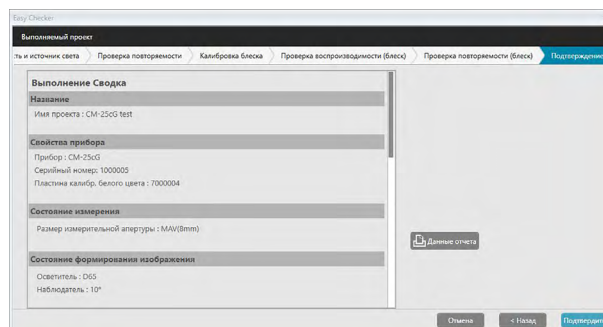 Easy Checker
Выполняемый проект
ть и источник света
Проверка повторяемости
Калибровка блеска
Проверка воспроизводимости (блеск)
Проверка повторяемости (блеск)
Подтверждение
Выполнение Сводка
Название
Имя проекта : CM-25cG test
Свойства прибора
Прибор : CM-25cG
Серийный номер: 1000005
Пластина калибр. белого цвета : 7000004
Состояние измерения
Размер измерительной апертуры : MAV(8mm)
Состояние формирования изображения
Осветитель : D65
Наблюдатель : 10°
Данные отчета
Отмена
< Назад
Подтвердит